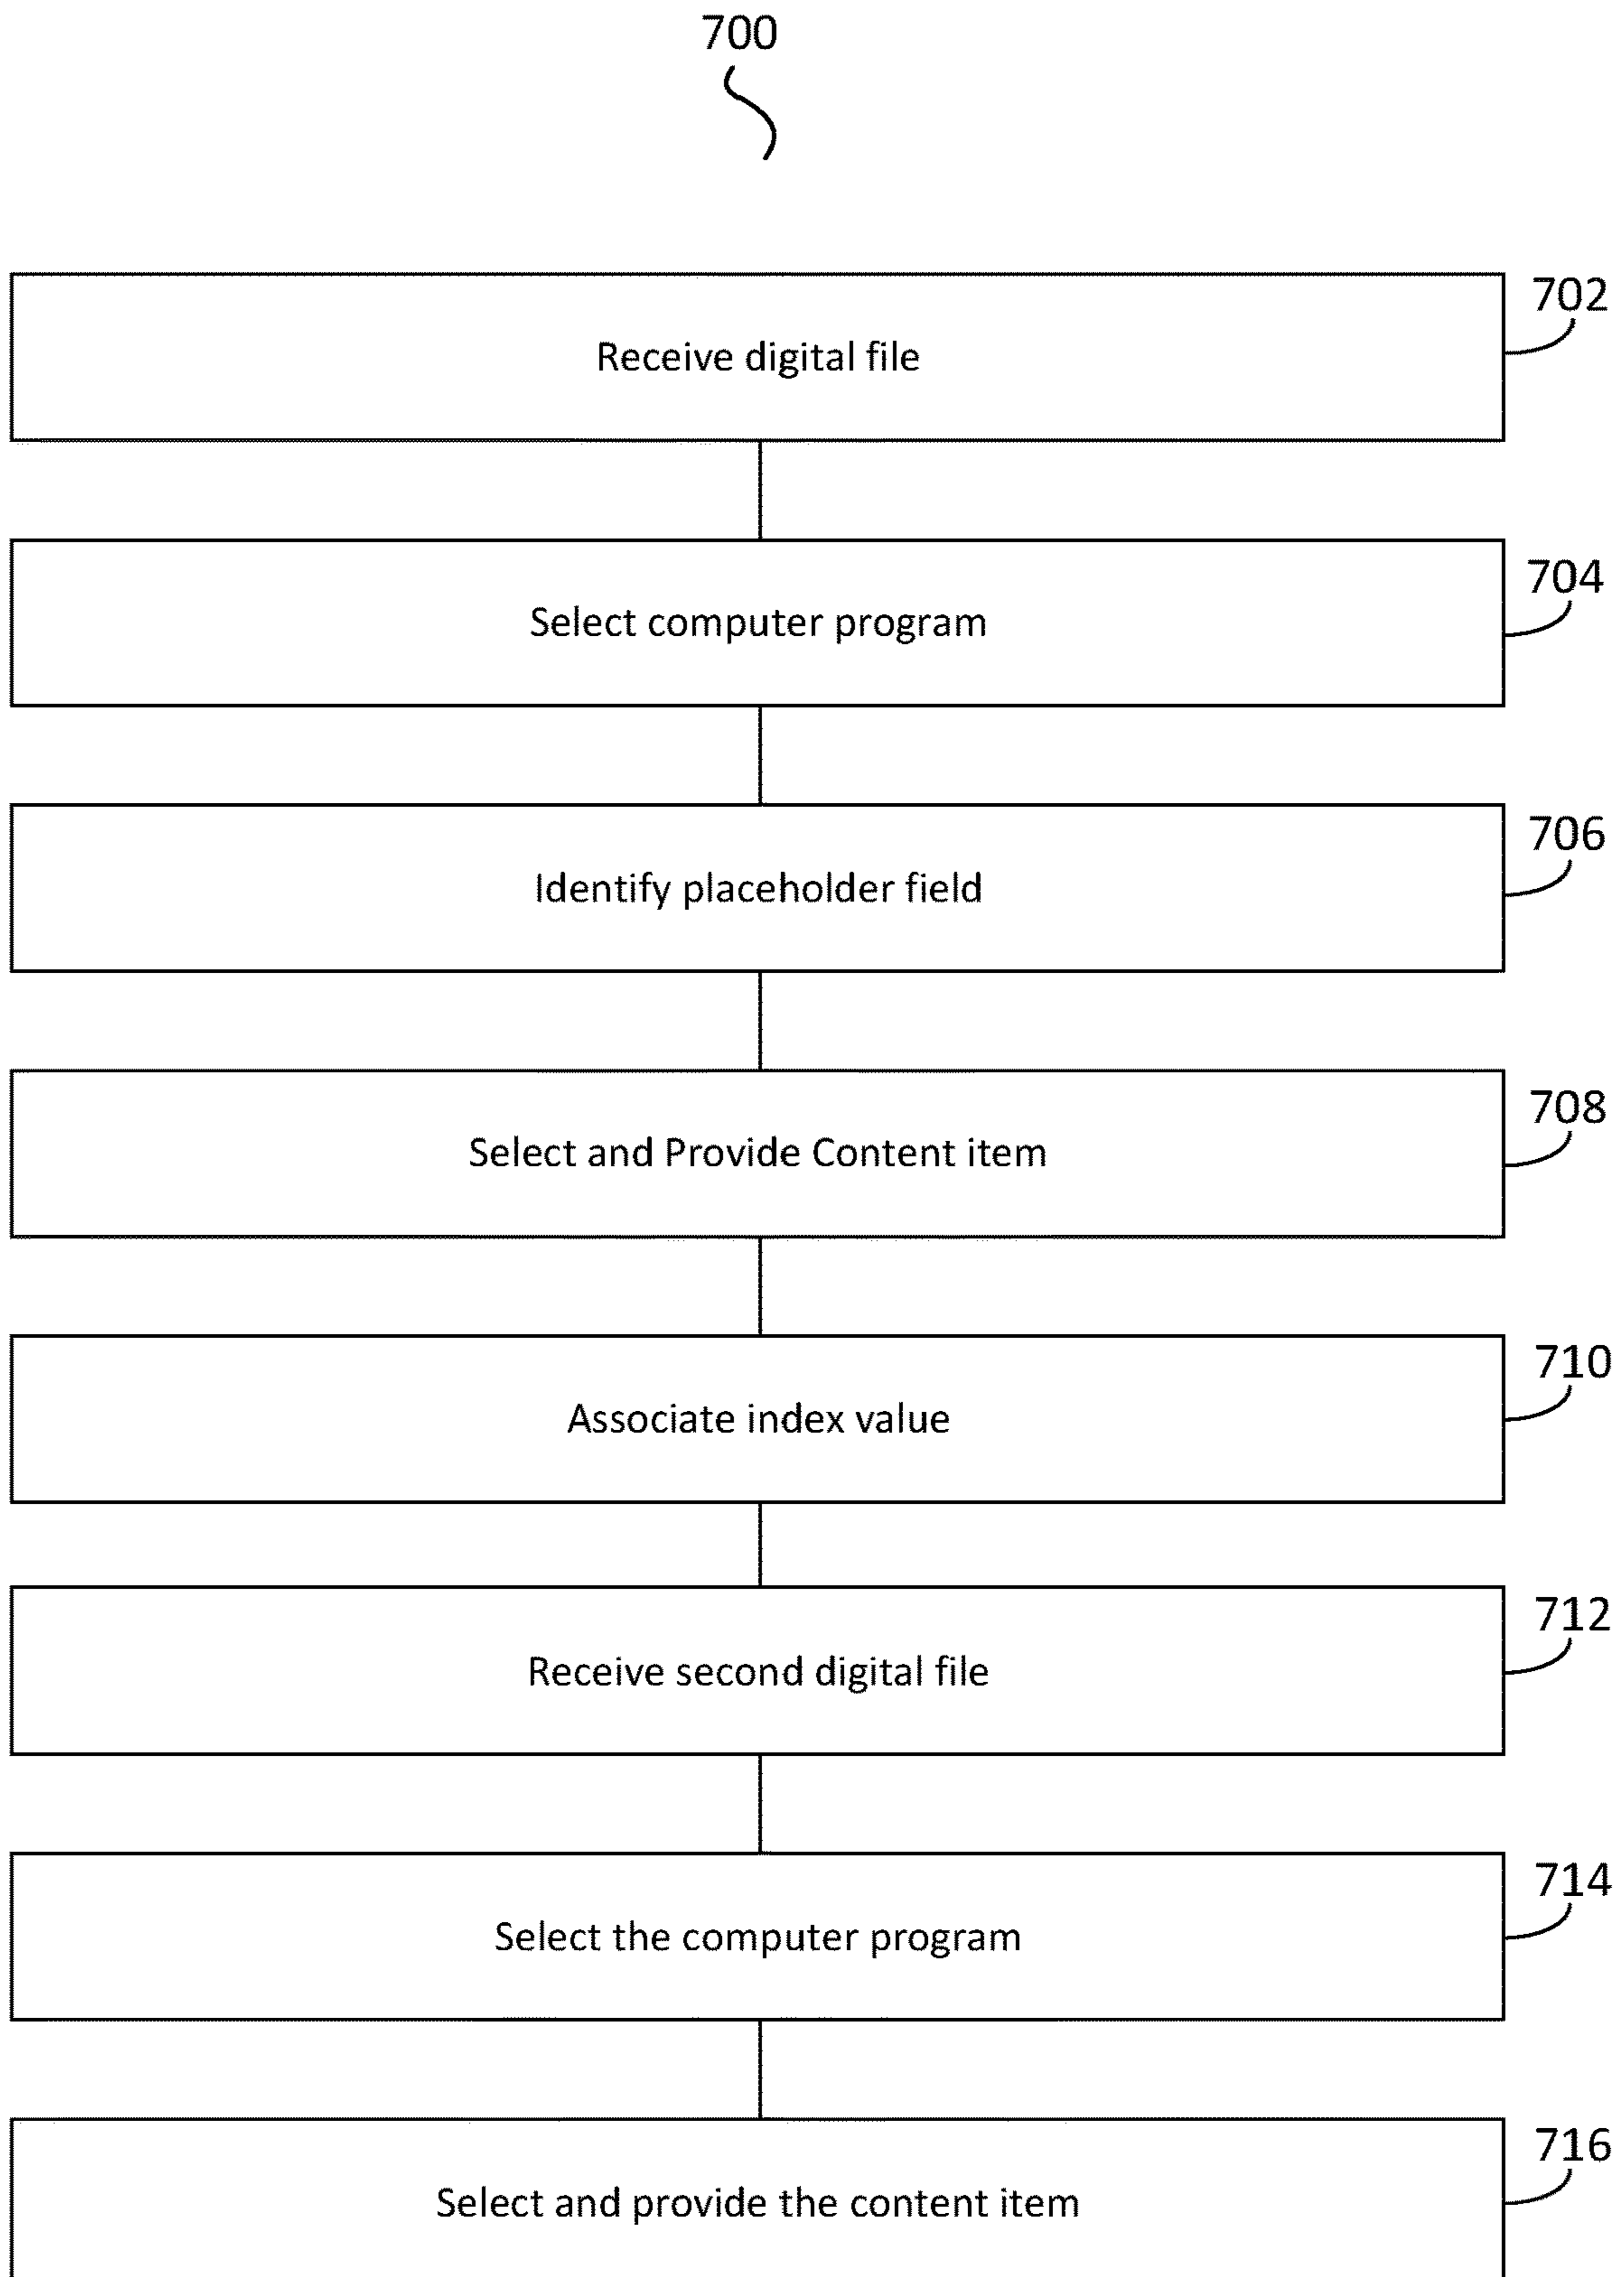 700
702
Receive digital file
704
Select computer program
706
Identify placeholder field
708
Select and Provide Content item
710
Associate index value
712
Receive second digital file
714
Select the computer program
716
Select and provide the content item